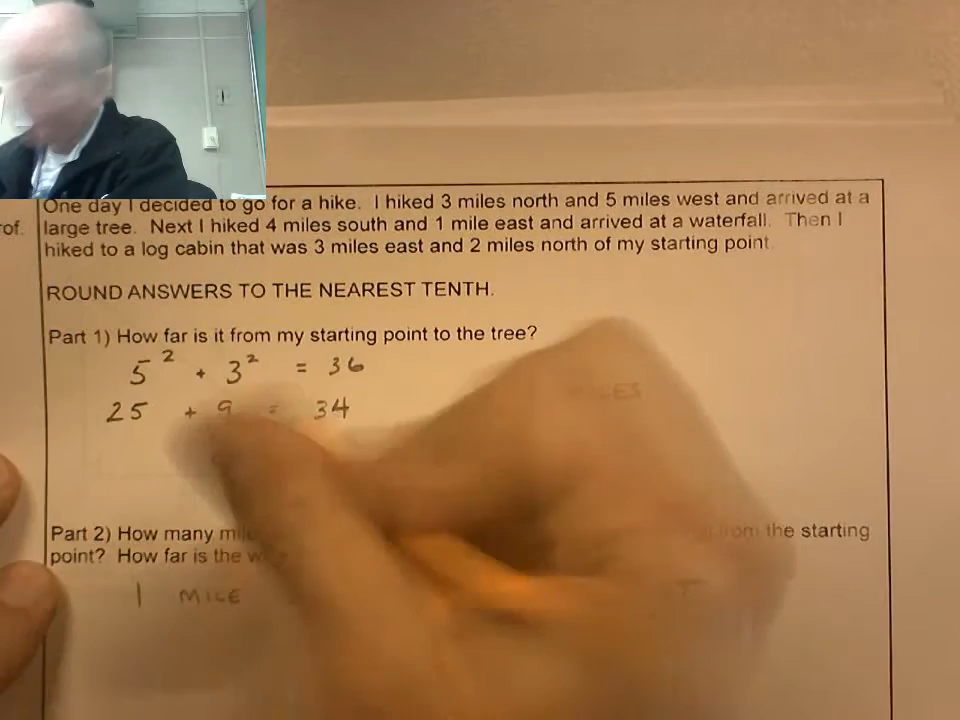 One day I decided to go for a hike. I hiked 3 miles north and 5 miles west and arrived at a
rof. large tree. Next I hiked 4 miles south and 1 mile east and arrived at a waterfall. Then I
hiked to a log cabin that was 3 miles east and 2 miles north of my starting point
ROUND ANSWERS TO THE NEAREST TENTH.
Part 1) How far is it from my starting point to the tree?
5² + 3² = 36
25 + 9 = 34
Part 2) How many from the starting
point? How far is the
1 MILE